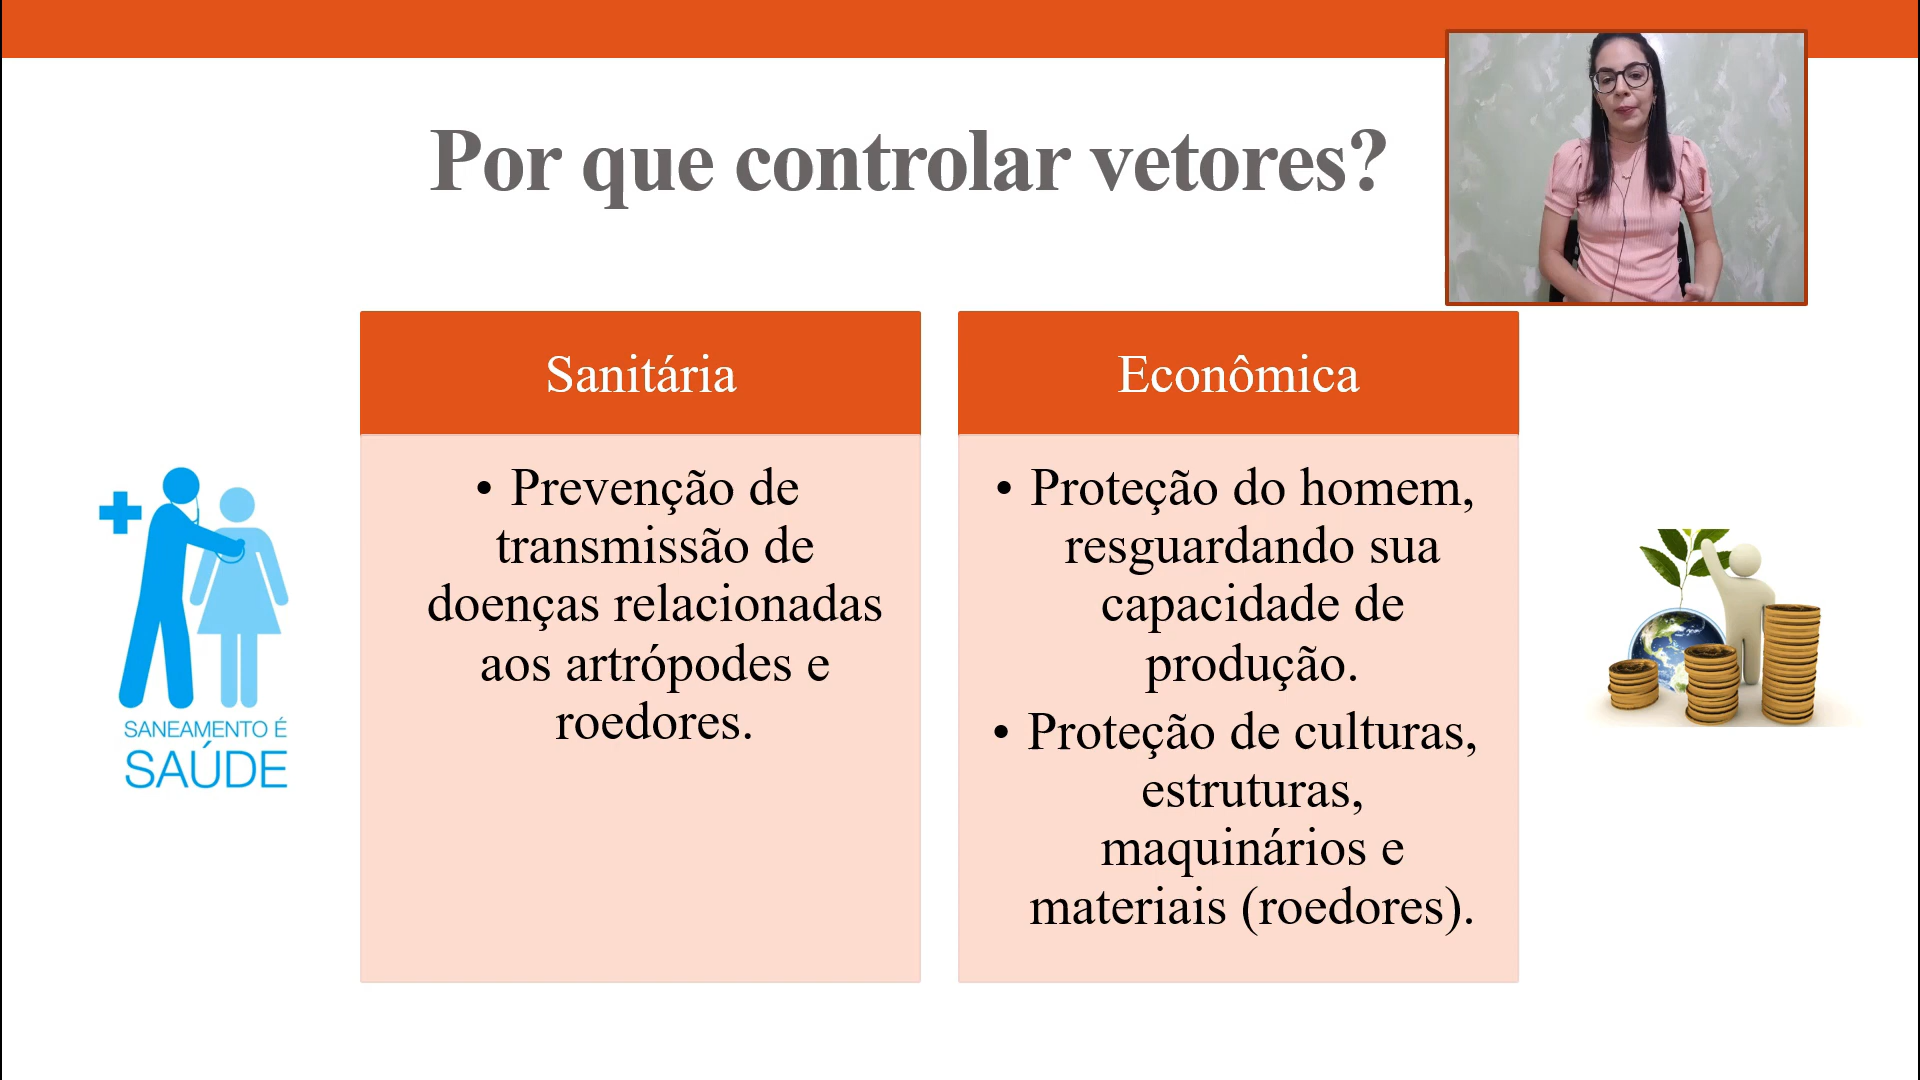 Por que controlar vetores?
Sanitária
• Prevenção de
transmissão de
doenças relacionadas
aos artrópodes e
roedores.
Econômica
• Proteção do homem,
resguardando sua
capacidade de
produção.
• Proteção de culturas,
estruturas,
maquinários e
materiais (roedores).
SANEAMENTO É
SAÚDE